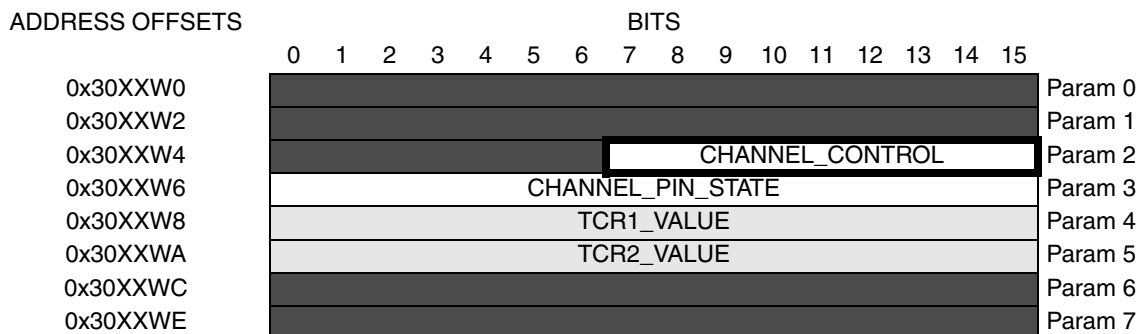 ADDRESS OFFSETS BITS
0 1 2 3 4 5 6 7 8 9 10 11 12 13 14 15
0x30XXW0 Param 0
0x30XXW2 Param 1
0x30XXW4 CHANNEL_CONTROL Param 2
0x30XXW6 CHANNEL_PIN_STATE Param 3
0x30XXW8 TCR1_VALUE Param 4
0x30XXWA TCR2_VALUE Param 5
0x30XXWC Param 6
0x30XXWE Param 7